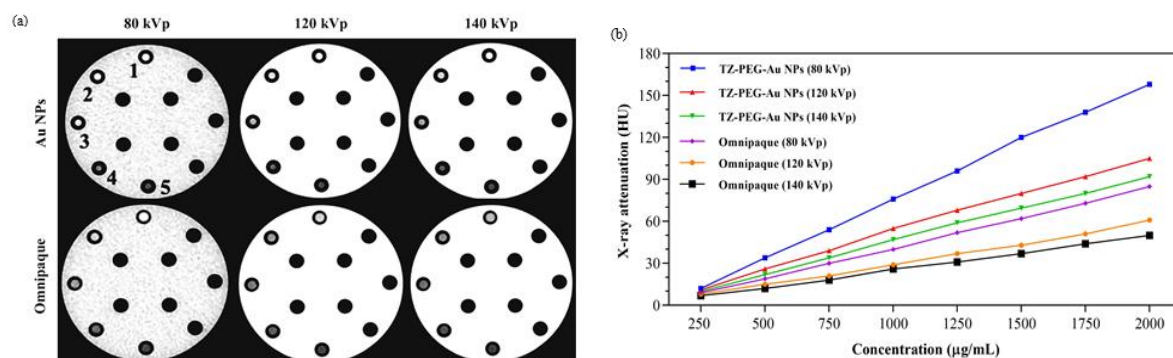 (a)
80 kVp 120 kVp 140 kVp
Au NPs
1
2
3
4
5
Omnipaque
(b)
X-ray attenuation (HU)
180
150
120
90
60
30
0
TZ-PEG-Au NPs (80 kVp)
TZ-PEG-Au NPs (120 kVp)
TZ-PEG-Au NPs (140 kVp)
Omnipaque (80 kVp)
Omnipaque (120 kVp)
Omnipaque (140 kVp)
250 500 750 1000 1250 1500 1750 2000
Concentration (µg/mL)